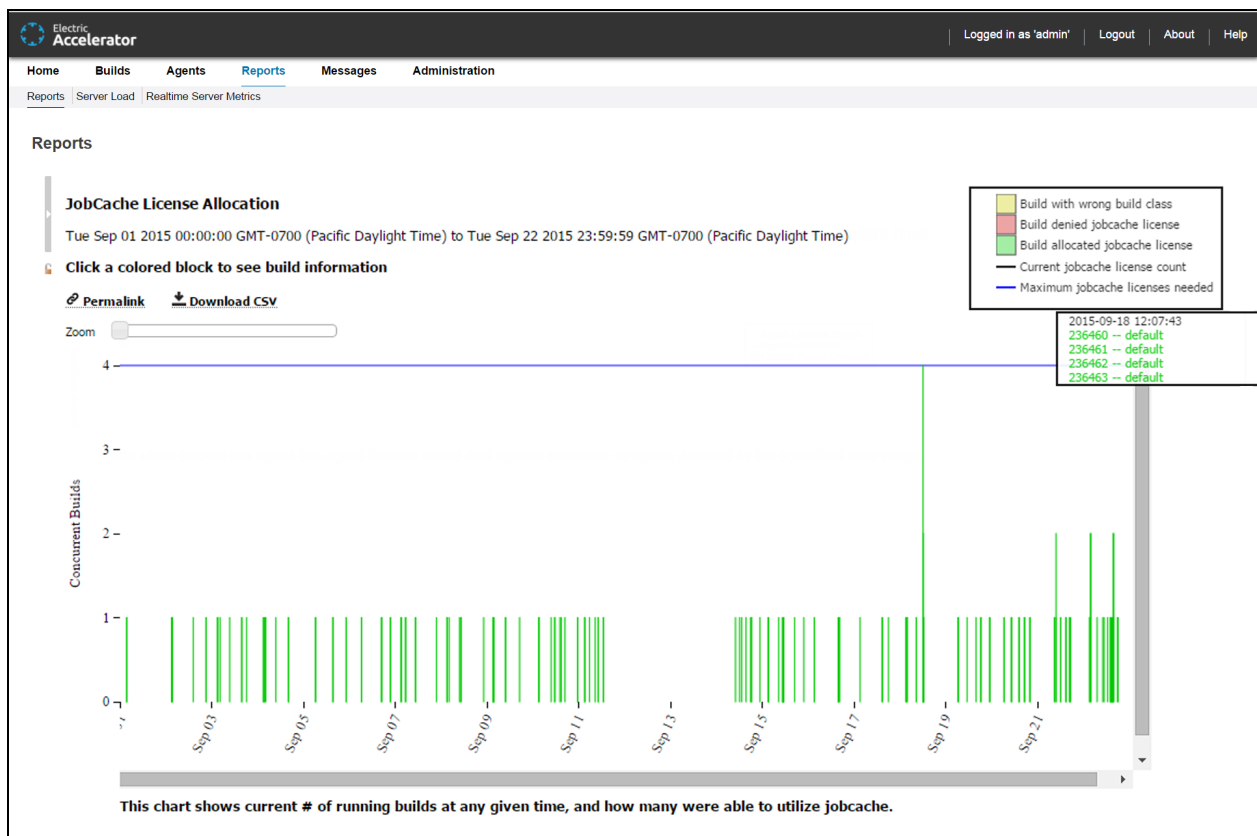 Electric
Accelerator
Logged in as 'admin' Logout About Help
Home Builds Agents Reports Messages Administration
Reports Server Load Realtime Server Metrics
Reports
JobCache License Allocation
Tue Sep 01 2015 00:00:00 GMT-0700 (Pacific Daylight Time) to Tue Sep 22 2015 23:59:59 GMT-0700 (Pacific Daylight Time)
Click a colored block to see build information
Permalink Download CSV
Zoom
Build with wrong build class
Build denied jobcache license
Build allocated jobcache license
Current jobcache license count
Maximum jobcache licenses needed
2015-09-18 12:07:43
236460 -- default
236461 -- default
236462 -- default
236463 -- default
4
3
2
1
0
Concurrent Builds
Sep 03
Sep 05
Sep 07
Sep 09
Sep 11
Sep 13
Sep 15
Sep 17
Sep 19
Sep 21
This chart shows current # of running builds at any given time, and how many were able to utilize jobcache.